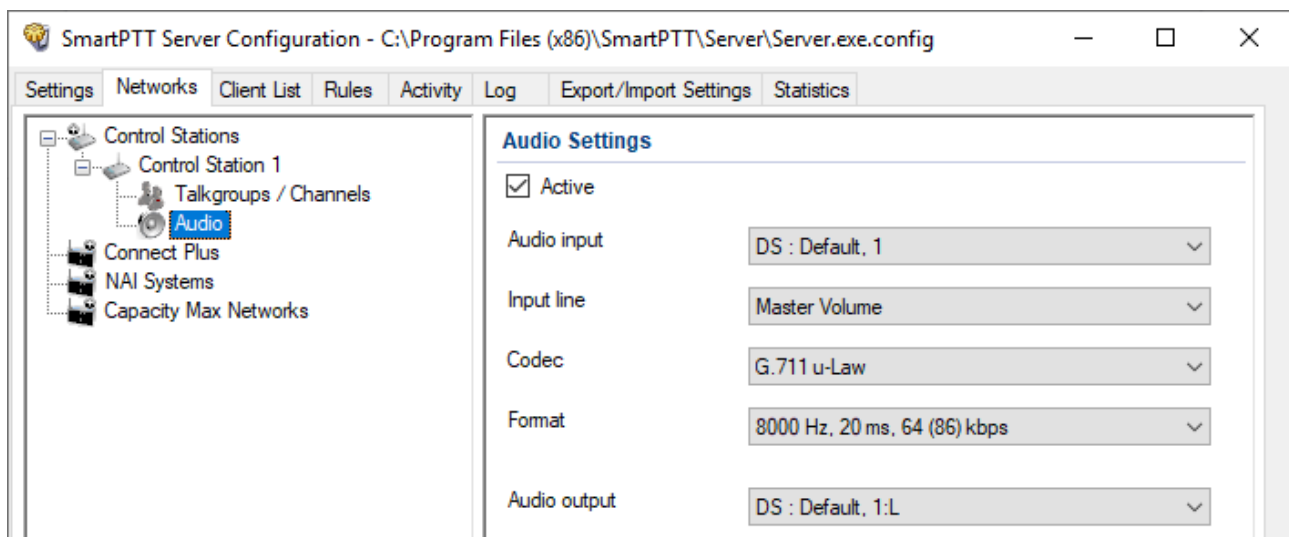 SmartPTT Server Configuration - C:\Program Files (x86)\SmartPTT\Server\Server.exe.config
Settings Networks Client List Rules Activity Log Export/Import Settings Statistics
Control Stations
Control Station 1
Talkgroups / Channels
Audio
Connect Plus
NAI Systems
Capacity Max Networks
Audio Settings
Active
Audio input DS : Default, 1
Input line Master Volume
Codec G.711 u-Law
Format 8000 Hz, 20 ms, 64 (86) kbps
Audio output DS : Default, 1:L